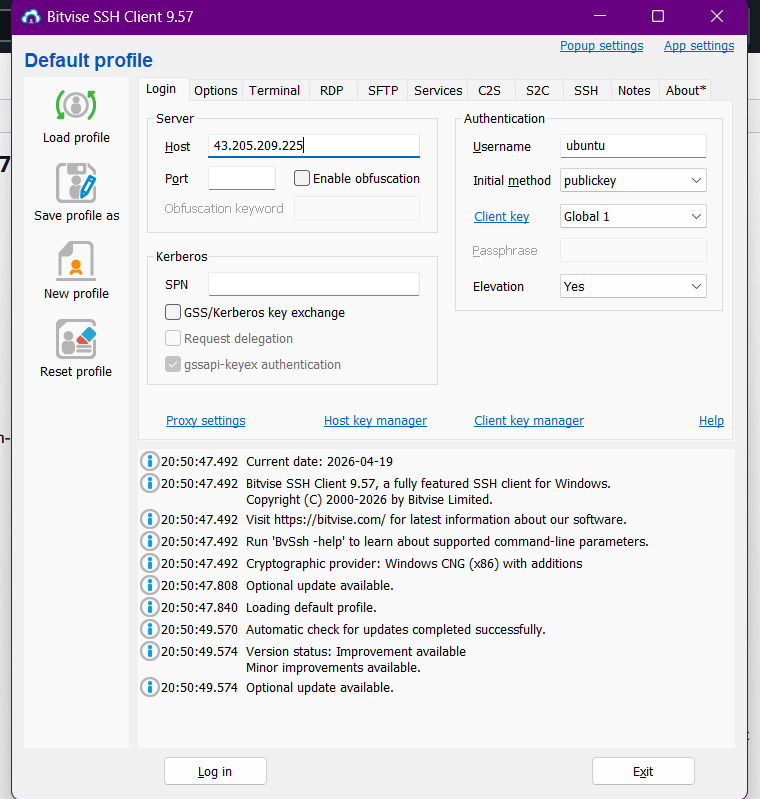 Bitvise SSH Client 9.57
Default profile
Popup settings
App settings
Load profile
Save profile as
New profile
Reset profile
Login
Options
Terminal
RDP
SFTP
Services
C2S
S2C
SSH
Notes
About*
Server
Host
43.205.209.225
Port
Enable obfuscation
Obfuscation keyword
Kerberos
SPN
GSS/Kerberos key exchange
Request delegation
gssapi-keyex authentication
Authentication
Username
ubuntu
Initial method
publickey
Client key
Global 1
Passphrase
Elevation
Yes
Proxy settings
Host key manager
Client key manager
Help
20:50:47.492 Current date: 2026-04-19
20:50:47.492 Bitvise SSH Client 9.57, a fully featured SSH client for Windows.
Copyright (C) 2000-2026 by Bitvise Limited.
20:50:47.492 Visit https://bitvise.com/ for latest information about our software.
20:50:47.492 Run 'BvSsh -help' to learn about supported command-line parameters.
20:50:47.492 Cryptographic provider: Windows CNG (x86) with additions
20:50:47.808 Optional update available.
20:50:47.840 Loading default profile.
20:50:49.570 Automatic check for updates completed successfully.
20:50:49.574 Version status: Improvement available
Minor improvements available.
20:50:49.574 Optional update available.
Log in
Exit